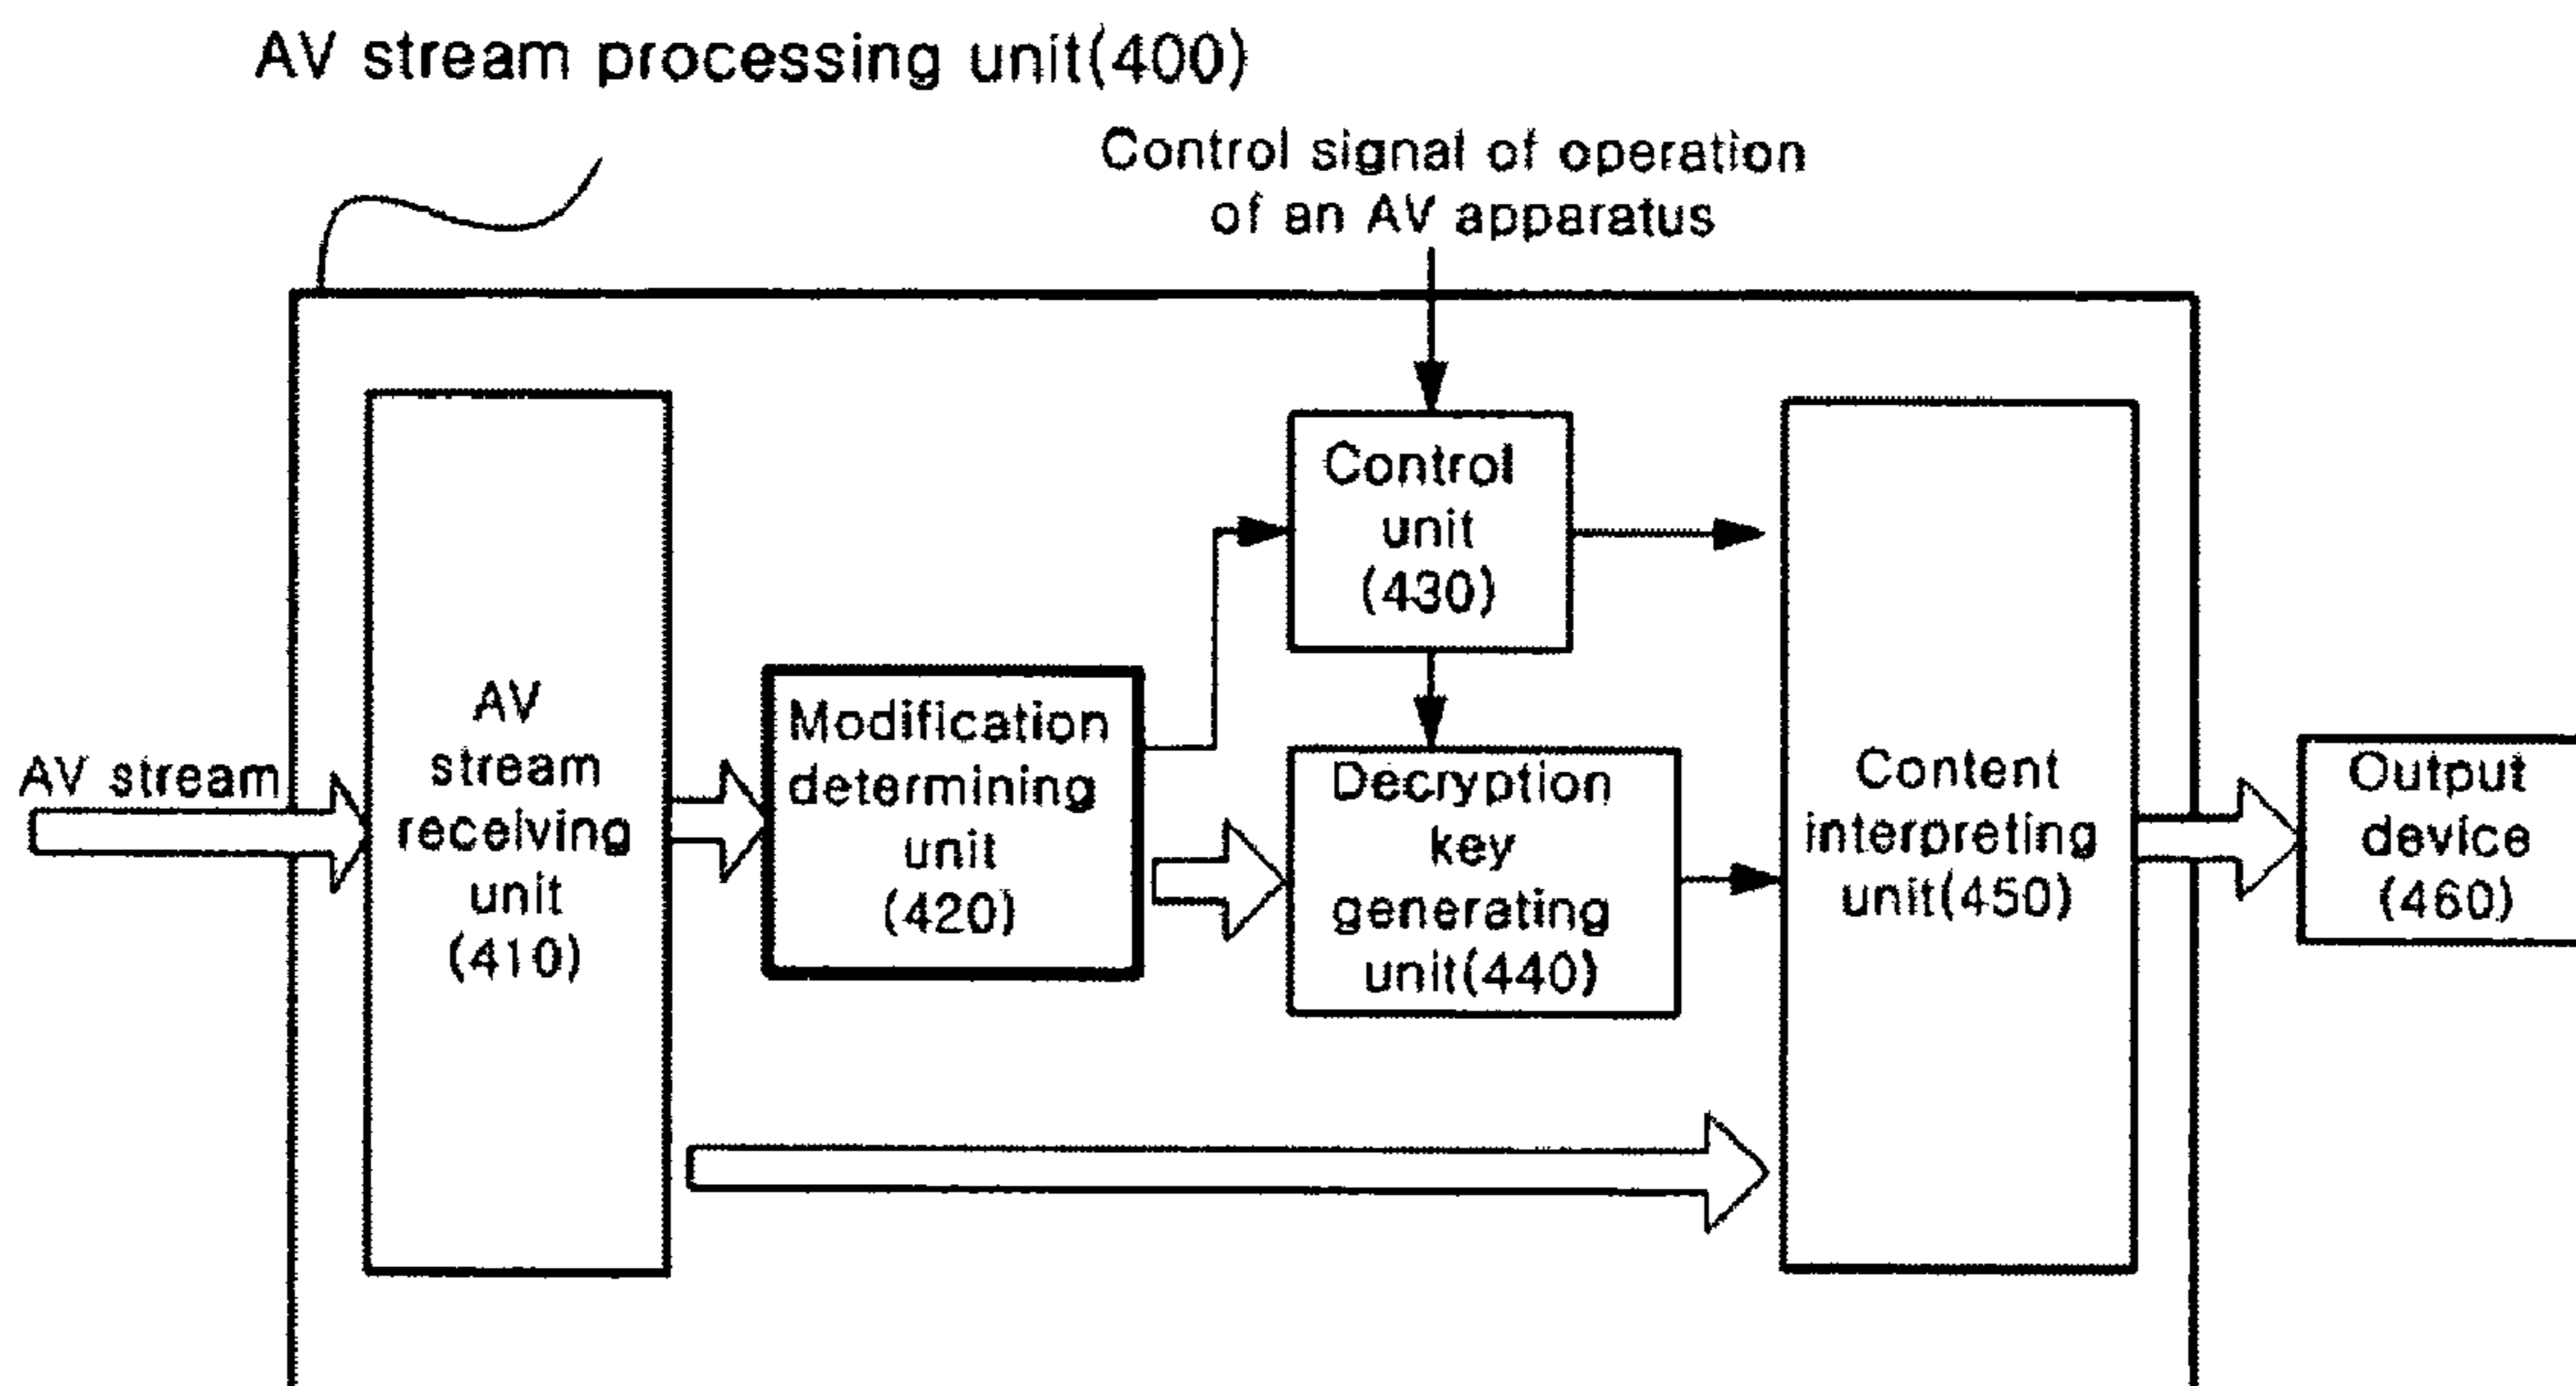 AV stream processing unit(400)
Control signal of operation
of an AV apparatus
AV stream
AV
stream
receiving
unit
(410)
Modification
determining
unit
(420)
Control
unit
(430)
Decryption
key
generating
unit(440)
Content
interpreting
unit(450)
Output
device
(460)